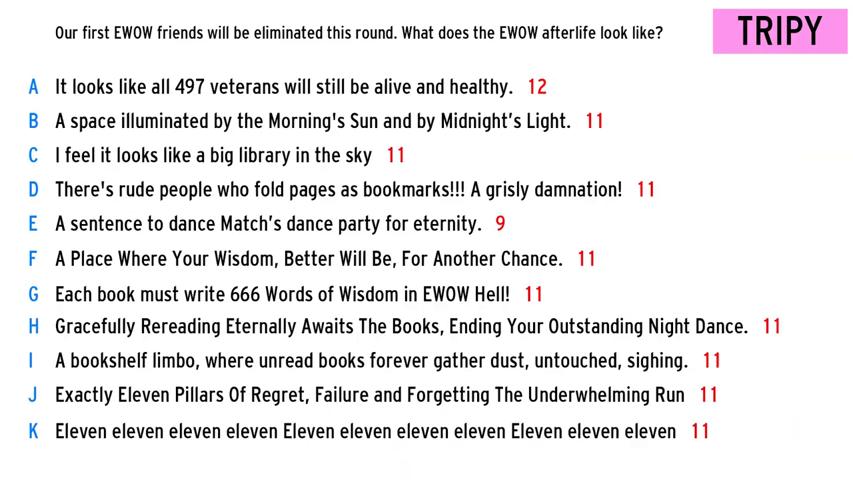 Our first EWOW friends will be eliminated this round. What does the EWOW afterlife look like?
TRIPY
A It looks like all 497 veterans will still be alive and healthy. 12
B A space illuminated by the Morning's Sun and by Midnight’s Light. 11
C I feel it looks like a big library in the sky 11
D There's rude people who fold pages as bookmarks!!! A grisly damnation! 11
E A sentence to dance Match’s dance party for eternity. 9
F A Place Where Your Wisdom, Better Will Be, For Another Chance. 11
G Each book must write 666 Words of Wisdom in EWOW Hell! 11
H Gracefully Rereading Eternally Awaits The Books, Ending Your Outstanding Night Dance. 11
I A bookshelf limbo, where unread books forever gather dust, untouched, sighing. 11
J Exactly Eleven Pillars Of Regret, Failure and Forgetting The Underwhelming Run 11
K Eleven eleven eleven eleven Eleven eleven eleven eleven Eleven eleven eleven 11